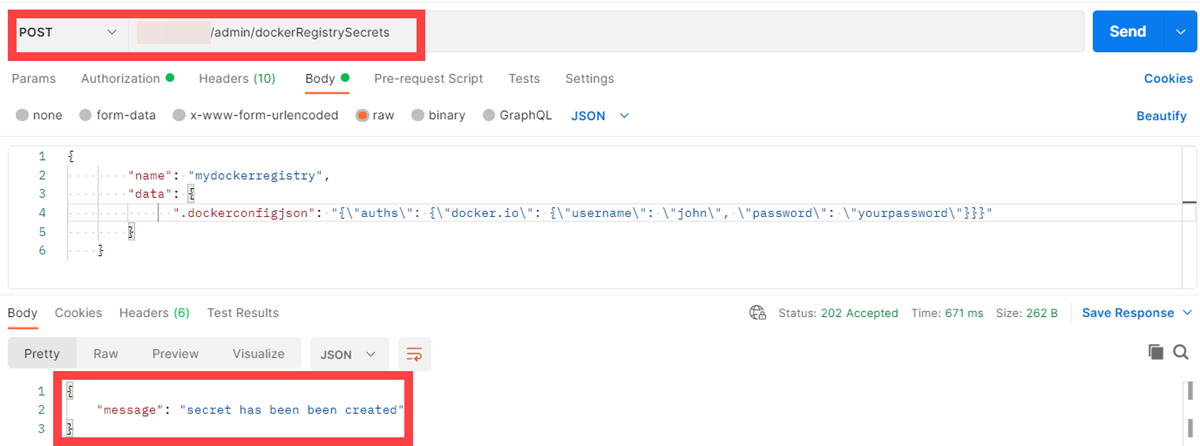 POST /admin/dockerRegistrySecrets Send
Params Authorization Headers (10) Body Pre-request Script Tests Settings Cookies
none form-data x-www-form-urlencoded raw binary GraphQL JSON Beautify
1 {
2 "name": "mydockerregistry",
3 "data": {
4 ".dockerconfigjson": "{\"auths\": {\"docker.io\": {\"username\": \"john\", \"password\": \"yourpassword\"}}}"
5 }
6 }
Body Cookies Headers (6) Test Results Status: 202 Accepted Time: 671 ms Size: 262 B Save Response
Pretty Raw Preview Visualize JSON
1 {
2 "message": "secret has been been created"
3 }